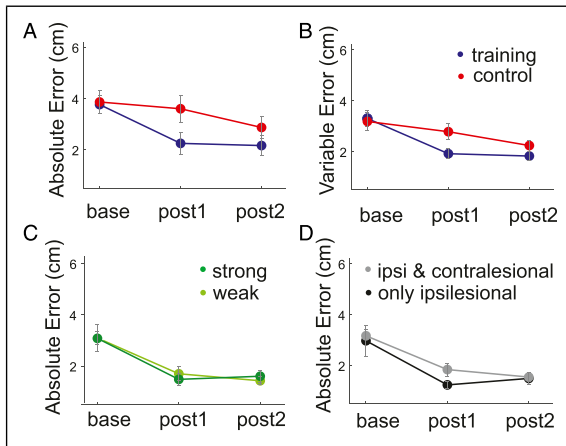 A
Absolute Error (cm)
6
4
2
base post1 post2
B
Variable Error (cm)
6
4
2
training
control
base post1 post2
C
Absolute Error (cm)
6
4
2
strong
weak
base post1 post2
D
Absolute Error (cm)
6
4
2
ipsi & contralesional
only ipsilesional
base post1 post2